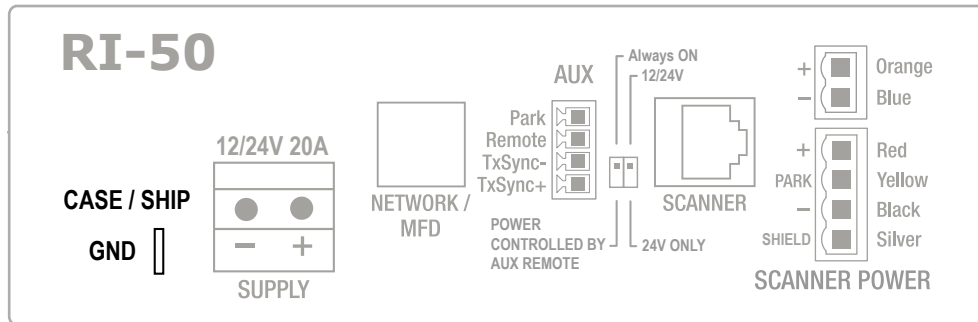 RI-50
CASE / SHIP
GND
12/24V 20A
– +
SUPPLY
NETWORK /
MFD
AUX
Park
Remote
TxSync-
TxSync+
Always ON
12/24V
POWER
CONTROLLED BY
AUX REMOTE
24V ONLY
SCANNER
+ Orange
– Blue
+ Red
PARK Yellow
– Black
SHIELD Silver
SCANNER POWER